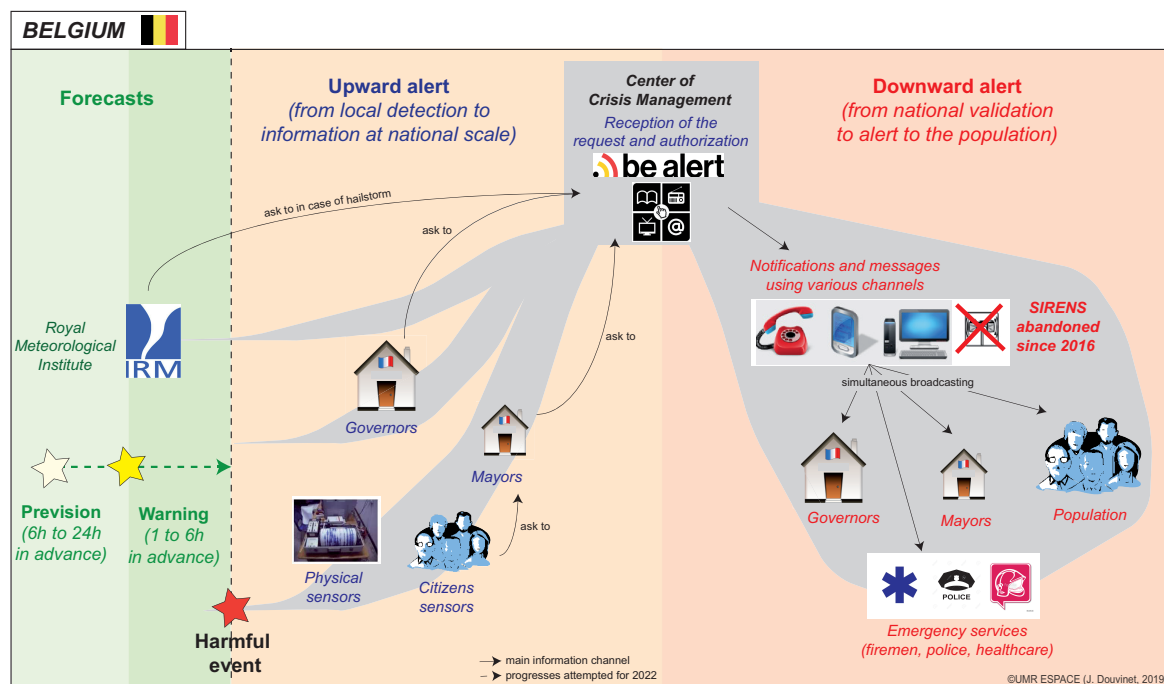 BELGIUM
Forecasts
Upward alert
(from local detection to
information at national scale)
Center of
Crisis Management
Reception of the
request and authorization
be alert
@
Downward alert
(from national validation
to alert to the population)
ask to in case of hailstorm
ask to
Notifications and messages
using various channels
SIRENS
abandoned
since 2016
Royal
Meteorological
Institute
IRM
ask to
simultaneous broadcasting
Governors
Mayors
ask to
Governors
Mayors
Population
Prevision
(6h to 24h
in advance)
Warning
(1 to 6h
in advance)
Physical
sensors
Citizens
sensors
POLICE
Emergency services
(firemen, police, healthcare)
Harmful
event
main information channel
progresses attempted for 2022
©UMR ESPACE (J. Douvinet, 2019